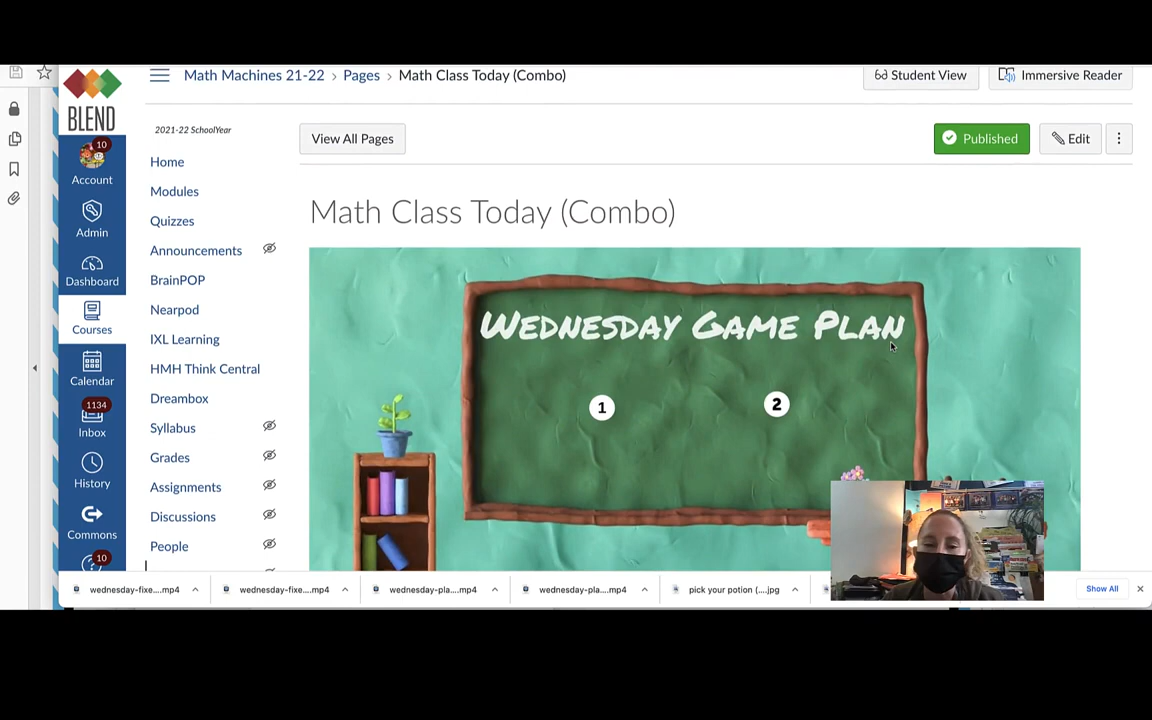 Math Machines 21-22 > Pages > Math Class Today (Combo)
Student View
Immersive Reader
BLEND
2021-22 SchoolYear
View All Pages
Published
Edit
10
Account
Admin
Dashboard
Courses
Calendar
1134
Inbox
History
Commons
10
Home
Modules
Quizzes
Announcements
BrainPOP
Nearpod
IXL Learning
HMH Think Central
Dreambox
Syllabus
Grades
Assignments
Discussions
People
Math Class Today (Combo)
Wednesday Game Plan
1
2
wednesday-fixe....mp4
wednesday-fixe....mp4
wednesday-pla....mp4
wednesday-pla....mp4
pick your potion (....jpg
Show All